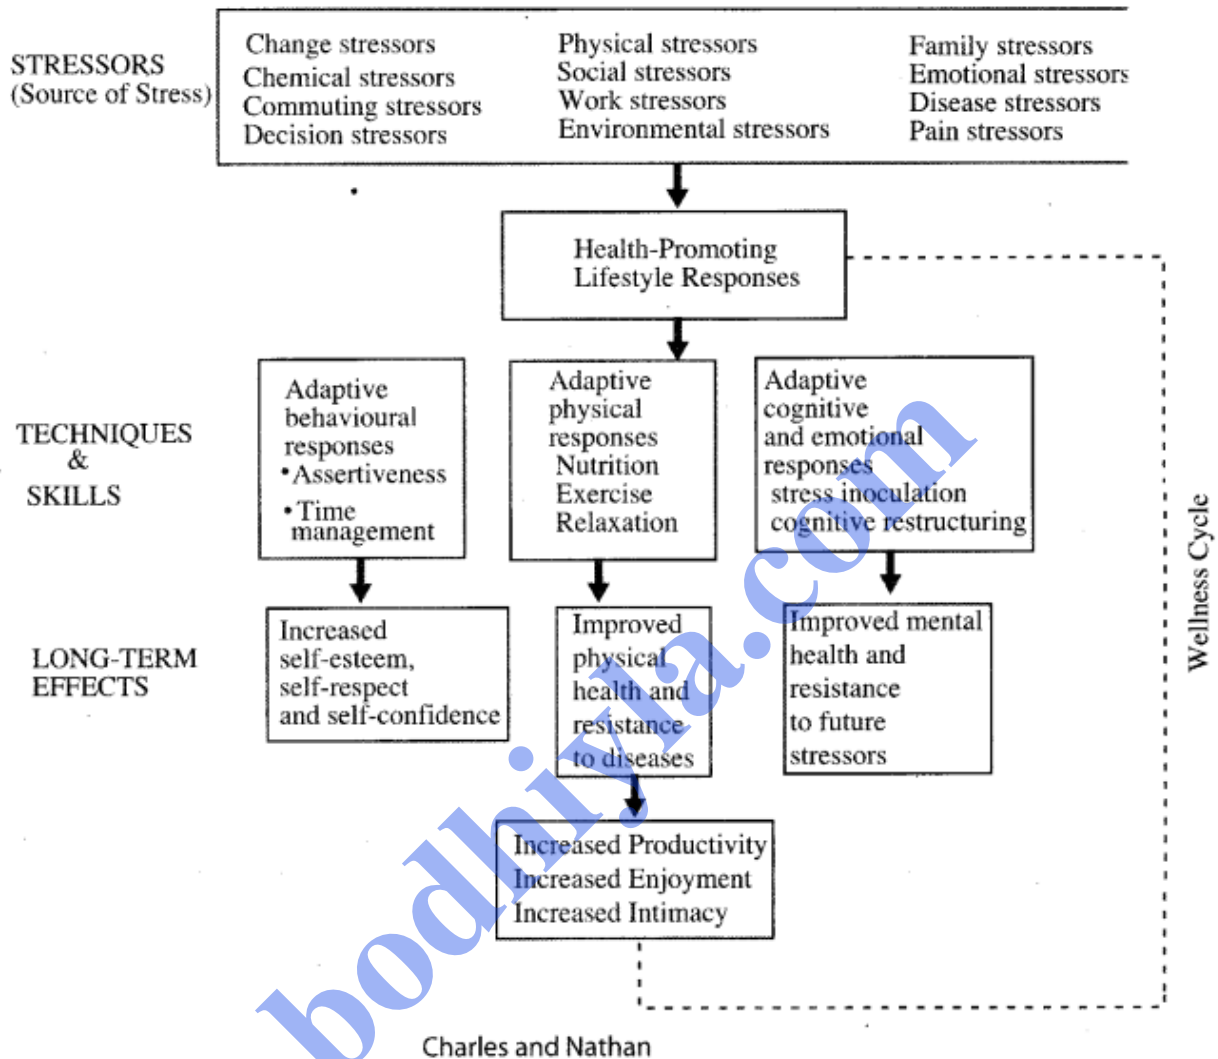 STRESSORS
(Source of Stress)
Change stressors
Chemical stressors
Commuting stressors
Decision stressors
Physical stressors
Social stressors
Work stressors
Environmental stressors
Family stressors
Emotional stressors
Disease stressors
Pain stressors
Health-Promoting
Lifestyle Responses
TECHNIQUES
&
SKILLS
Adaptive
behavioural
responses
•Assertiveness
•Time
management
Adaptive
physical
responses
Nutrition
Exercise
Relaxation
Adaptive
cognitive
and emotional
responses
stress inoculation
cognitive restructuring
LONG-TERM
EFFECTS
Increased
self-esteem,
self-respect
and self-confidence
Improved
physical
health and
resistance
to diseases
Improved mental
health and
resistance
to future
stressors
Increased Productivity
Increased Enjoyment
Increased Intimacy
Wellness Cycle
Charles and Nathan
bodhiyla.com